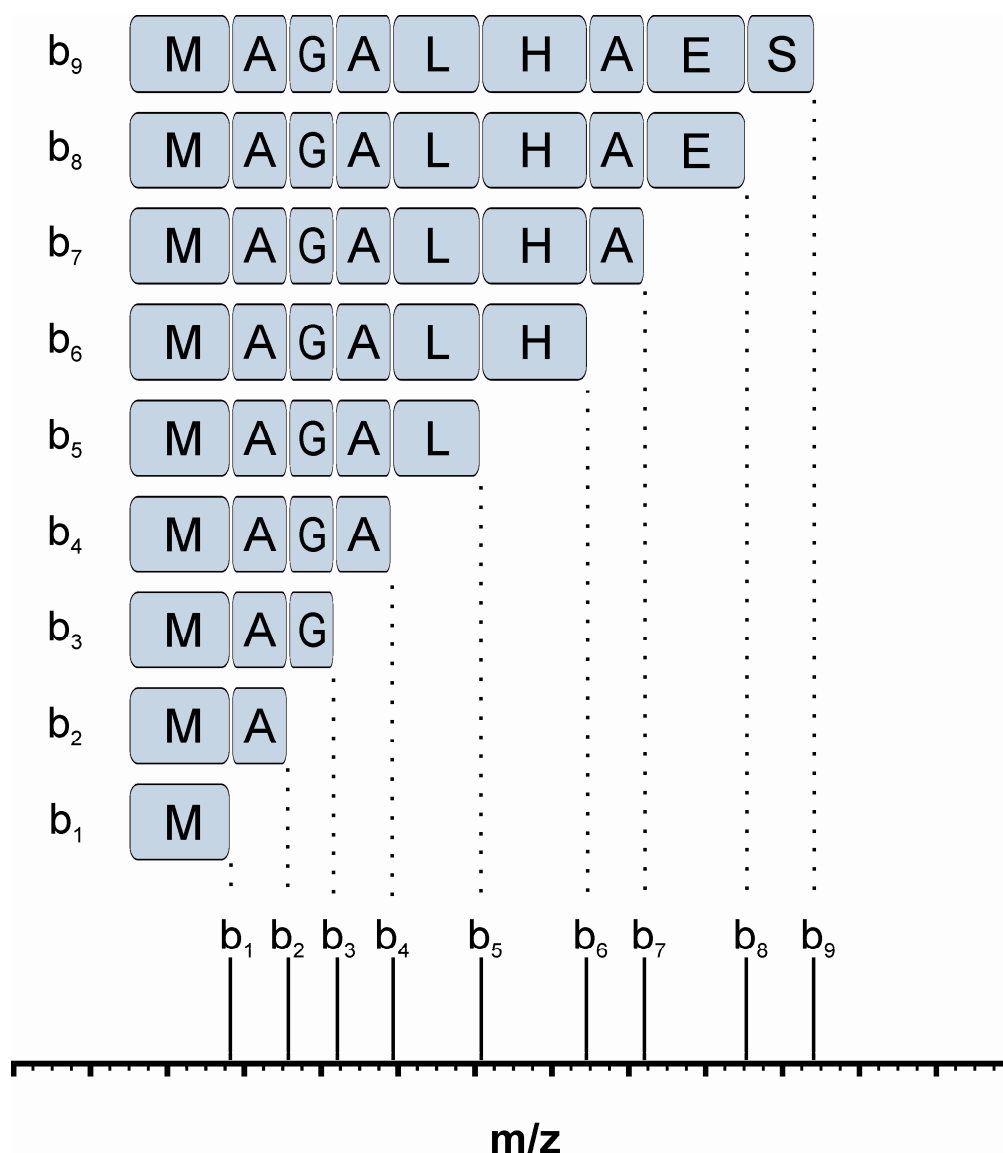 b₉ M A G A L H A E S
b₈ M A G A L H A E
b₇ M A G A L H A
b₆ M A G A L H
b₅ M A G A L
b₄ M A G A
b₃ M A G
b₂ M A
b₁ M
b₁ b₂ b₃ b₄ b₅ b₆ b₇ b₈ b₉
m/z